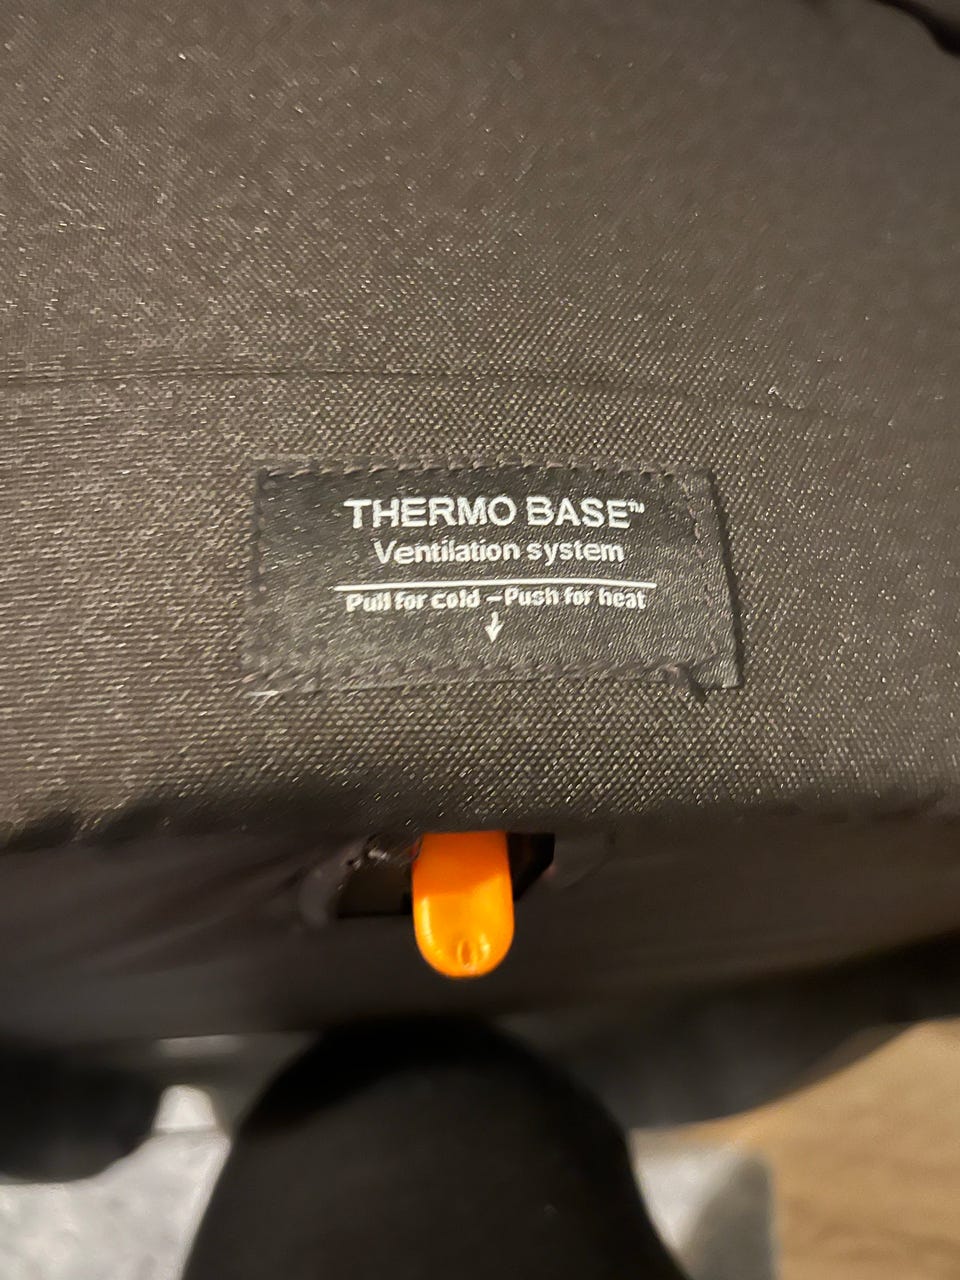 THERMO BASE™
Ventilation system
Pull for cold – Push for heat